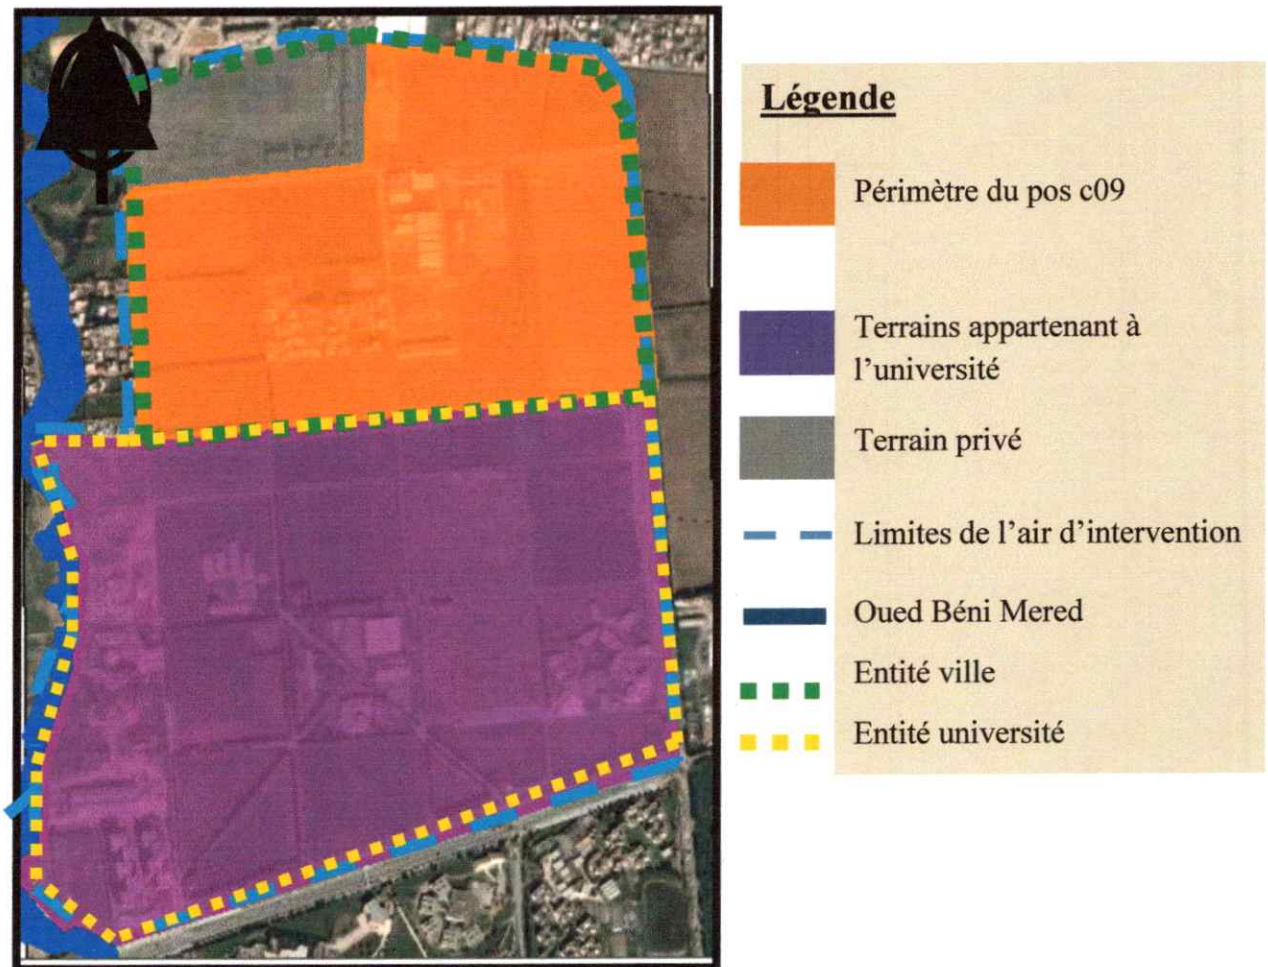 Légende
Périmètre du pos c09
Terrains appartenant à
l’université
Terrain privé
Limites de l’air d’intervention
Oued Béni Mered
Entité ville
Entité université